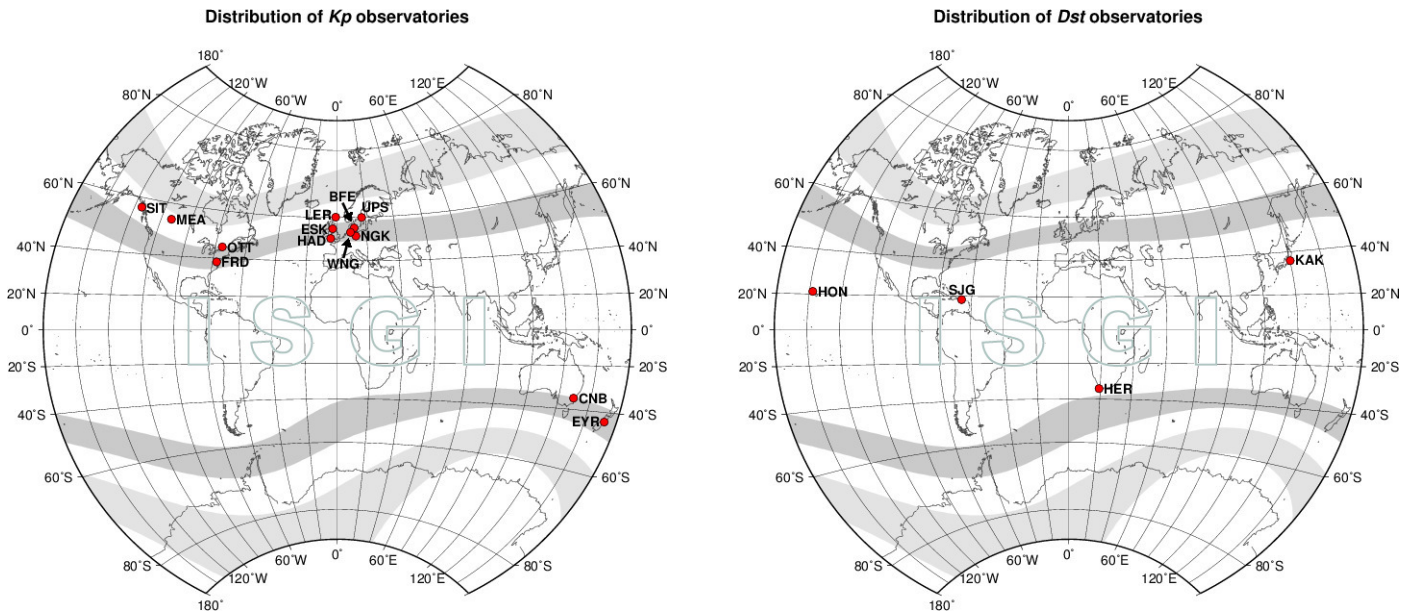 Distribution of Kp observatories
180°
120°W
60°W
0°
60°E
120°E
80°N
80°N
60°N
60°N
40°N
40°N
20°N
20°N
0°
0°
20°S
20°S
40°S
40°S
60°S
60°S
80°S
80°S
120°W
60°W
0°
60°E
120°E
180°
SIT
MEA
OTT
FRD
BFE
LER
UPS
ESK
HAD
NGK
WNG
CNB
EYR
ISGI
Distribution of Dst observatories
180°
120°W
60°W
0°
60°E
120°E
80°N
80°N
60°N
60°N
40°N
40°N
20°N
20°N
0°
0°
20°S
20°S
40°S
40°S
60°S
60°S
80°S
80°S
120°W
60°W
0°
60°E
120°E
180°
HON
SJG
KAK
HER
ISGI